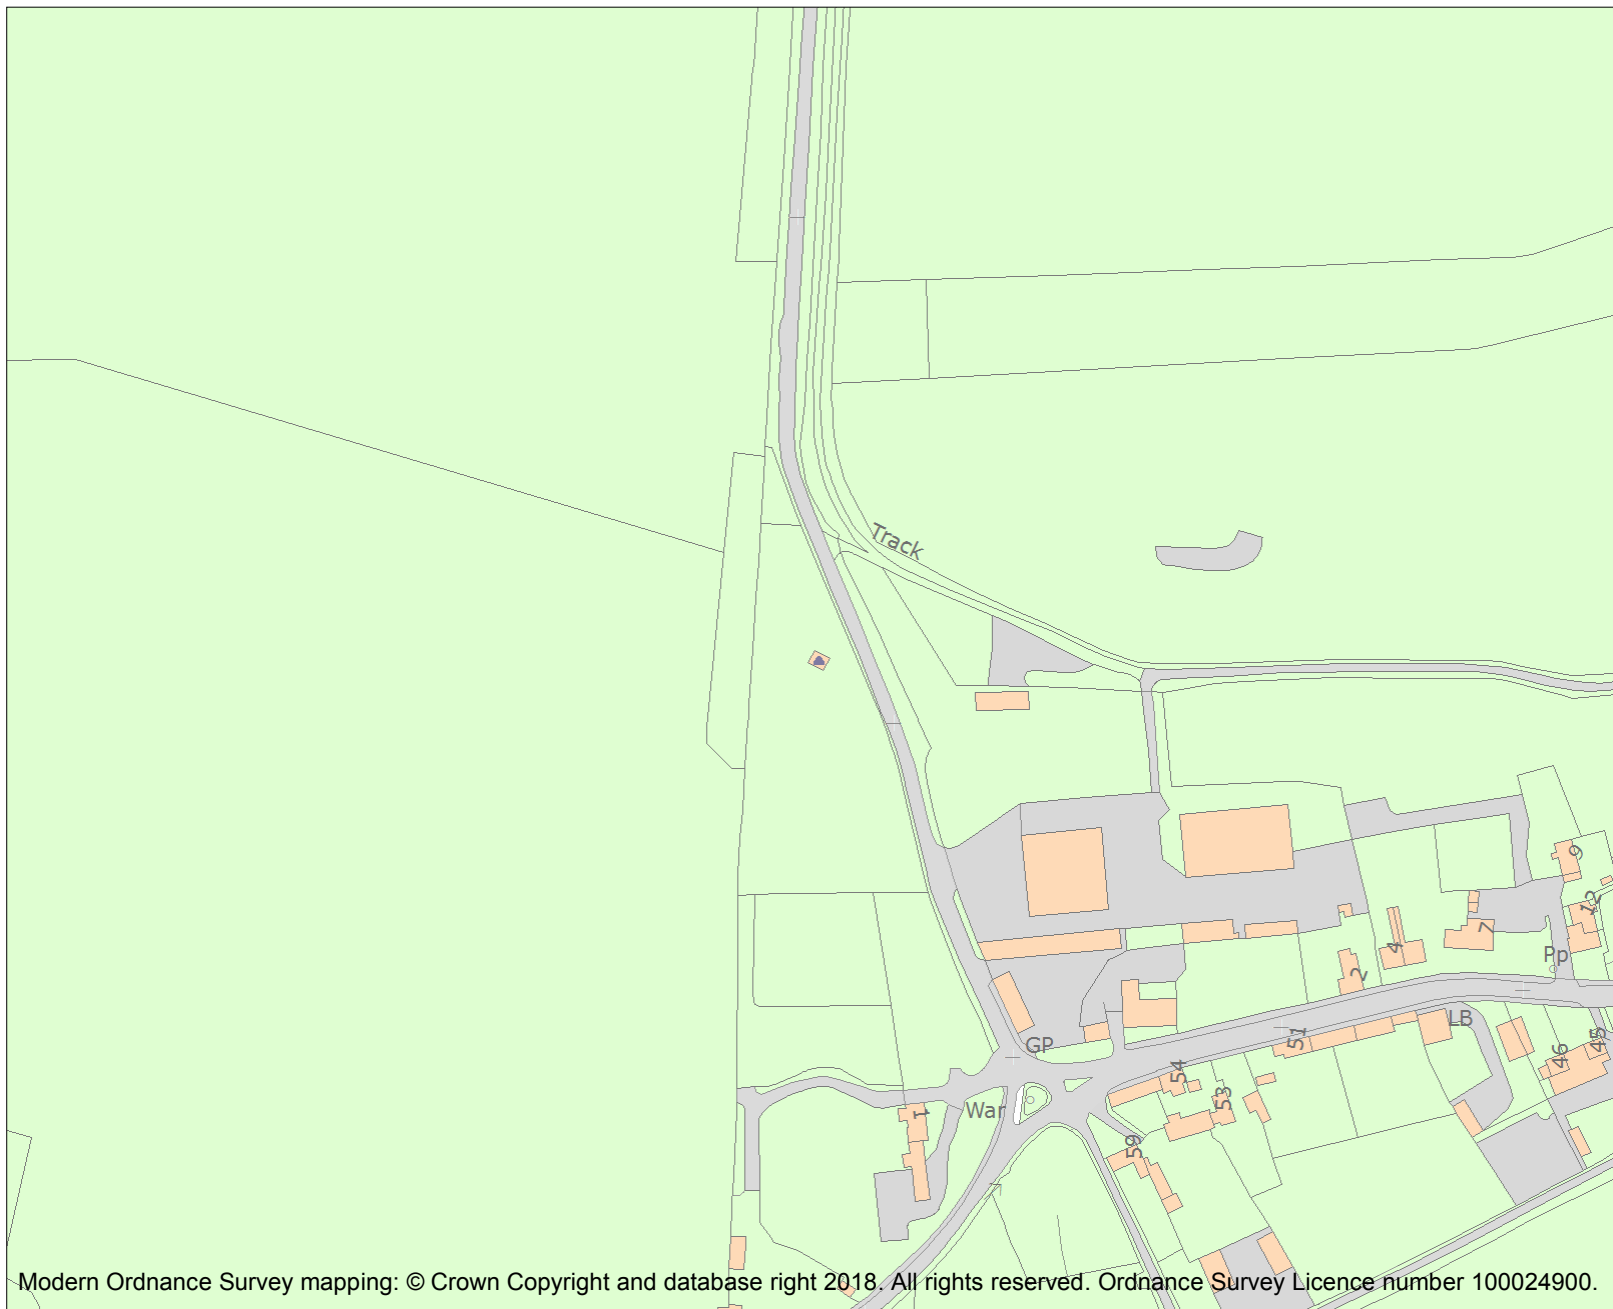 Track
9
12
7
4
Pp
2
LB
51
GP
45
46
54
53
War
1
59
Modern Ordnance Survey mapping: © Crown Copyright and database right 2018. All rights reserved. Ordnance Survey Licence number 100024900.